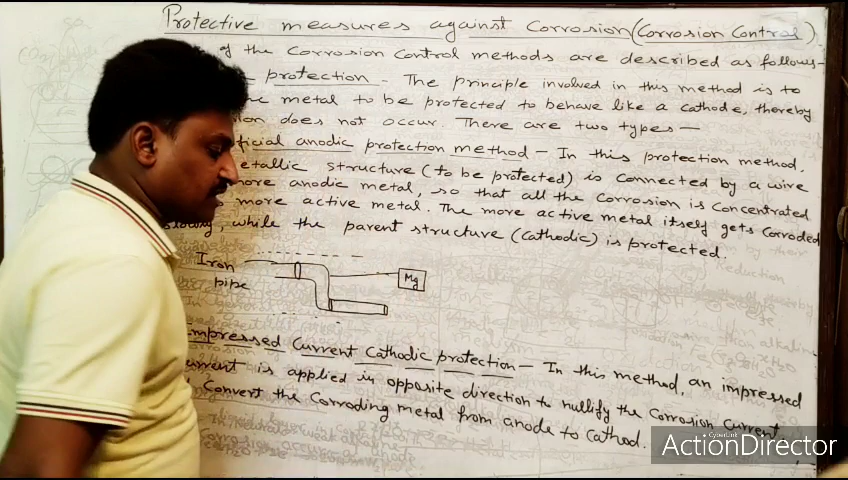 Protective measures against Corrosion (Corrosion Control)
of the Corrosion Control methods are described as follows-
protection - The principle involved in this method is to
metal to be protected to behave like a cathode, thereby
does not occur. There are two types —
ficial anodic protection method - In this protection method,
etallic structure (to be protected) is connected by a wire
more anodic metal, so that all the corrosion is concentrated
more active metal. The more active metal itself gets corroded
slowly, while the parent structure (cathodic) is protected.
Iron pipe
Mg
Impressed Current Cathodic protection - In this method, an impressed
current is applied in opposite direction to nullify the corrosion current
Convert the Corroding metal from anode to Cathod.
CyberLink
ActionDirector